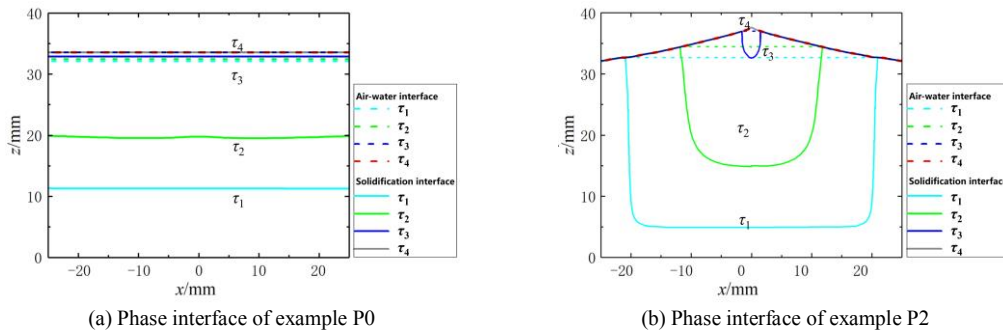 z/mm
40
30
20
10
0
τ4
τ3
τ2
τ1
-20
-10
0
10
20
x/mm
Air-water interface
τ1
τ2
τ3
τ4
Solidification interface
τ1
τ2
τ3
τ4
(a) Phase interface of example P0
z/mm
40
30
20
10
0
τ4
τ3
τ2
τ1
-20
-10
0
10
20
x/mm
Air-water interface
τ1
τ2
τ3
τ4
Solidification interface
τ1
τ2
τ3
τ4
(b) Phase interface of example P2